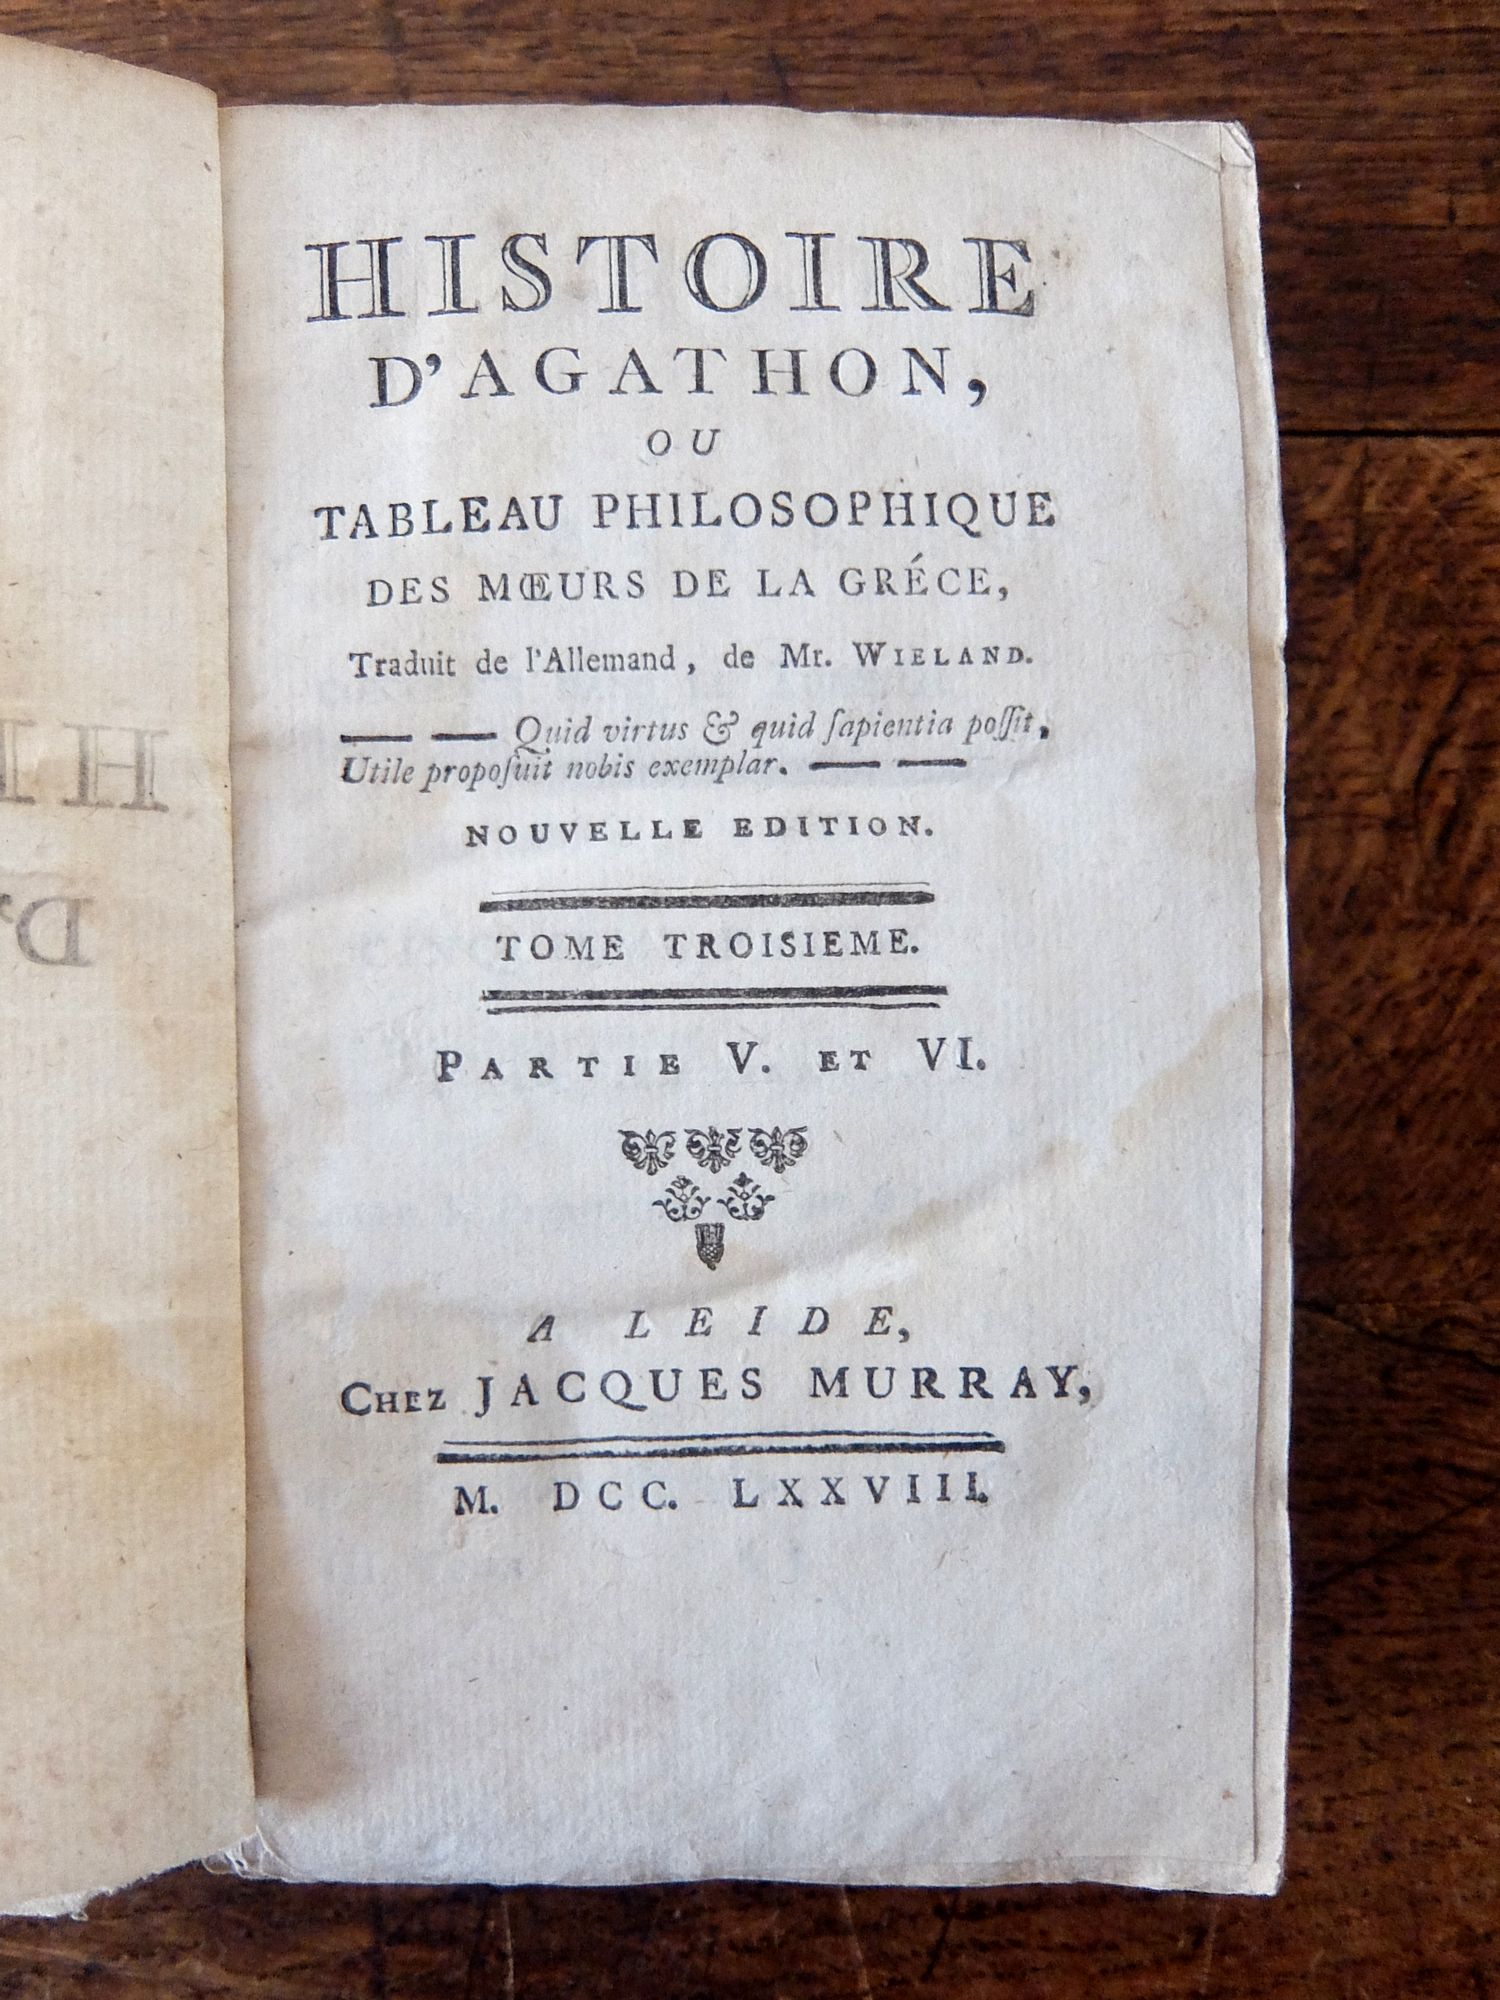 HISTOIRE
D'AGATHON,
OU
TABLEAU PHILOSOPHIQUE
DES MŒURS DE LA GRÉCE,
Traduit de l'Allemand, de Mr. WIELAND.
— — Quid virtus & quid ſapientia poſſit,
Utile propoſuit nobis exemplar. — —
NOUVELLE EDITION.
TOME TROISIEME.
PARTIE V. ET VI.
A LEIDE,
CHEZ JACQUES MURRAY,
M. DCC. LXXVIII.